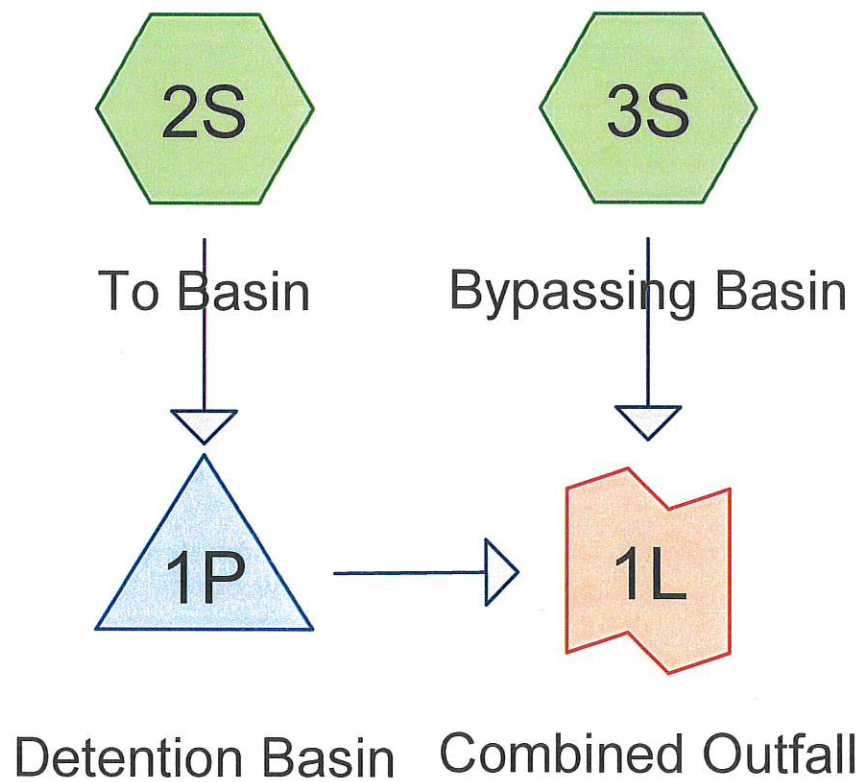 2S
3S
To Basin
Bypassing Basin
1P
1L
Detention Basin
Combined Outfall